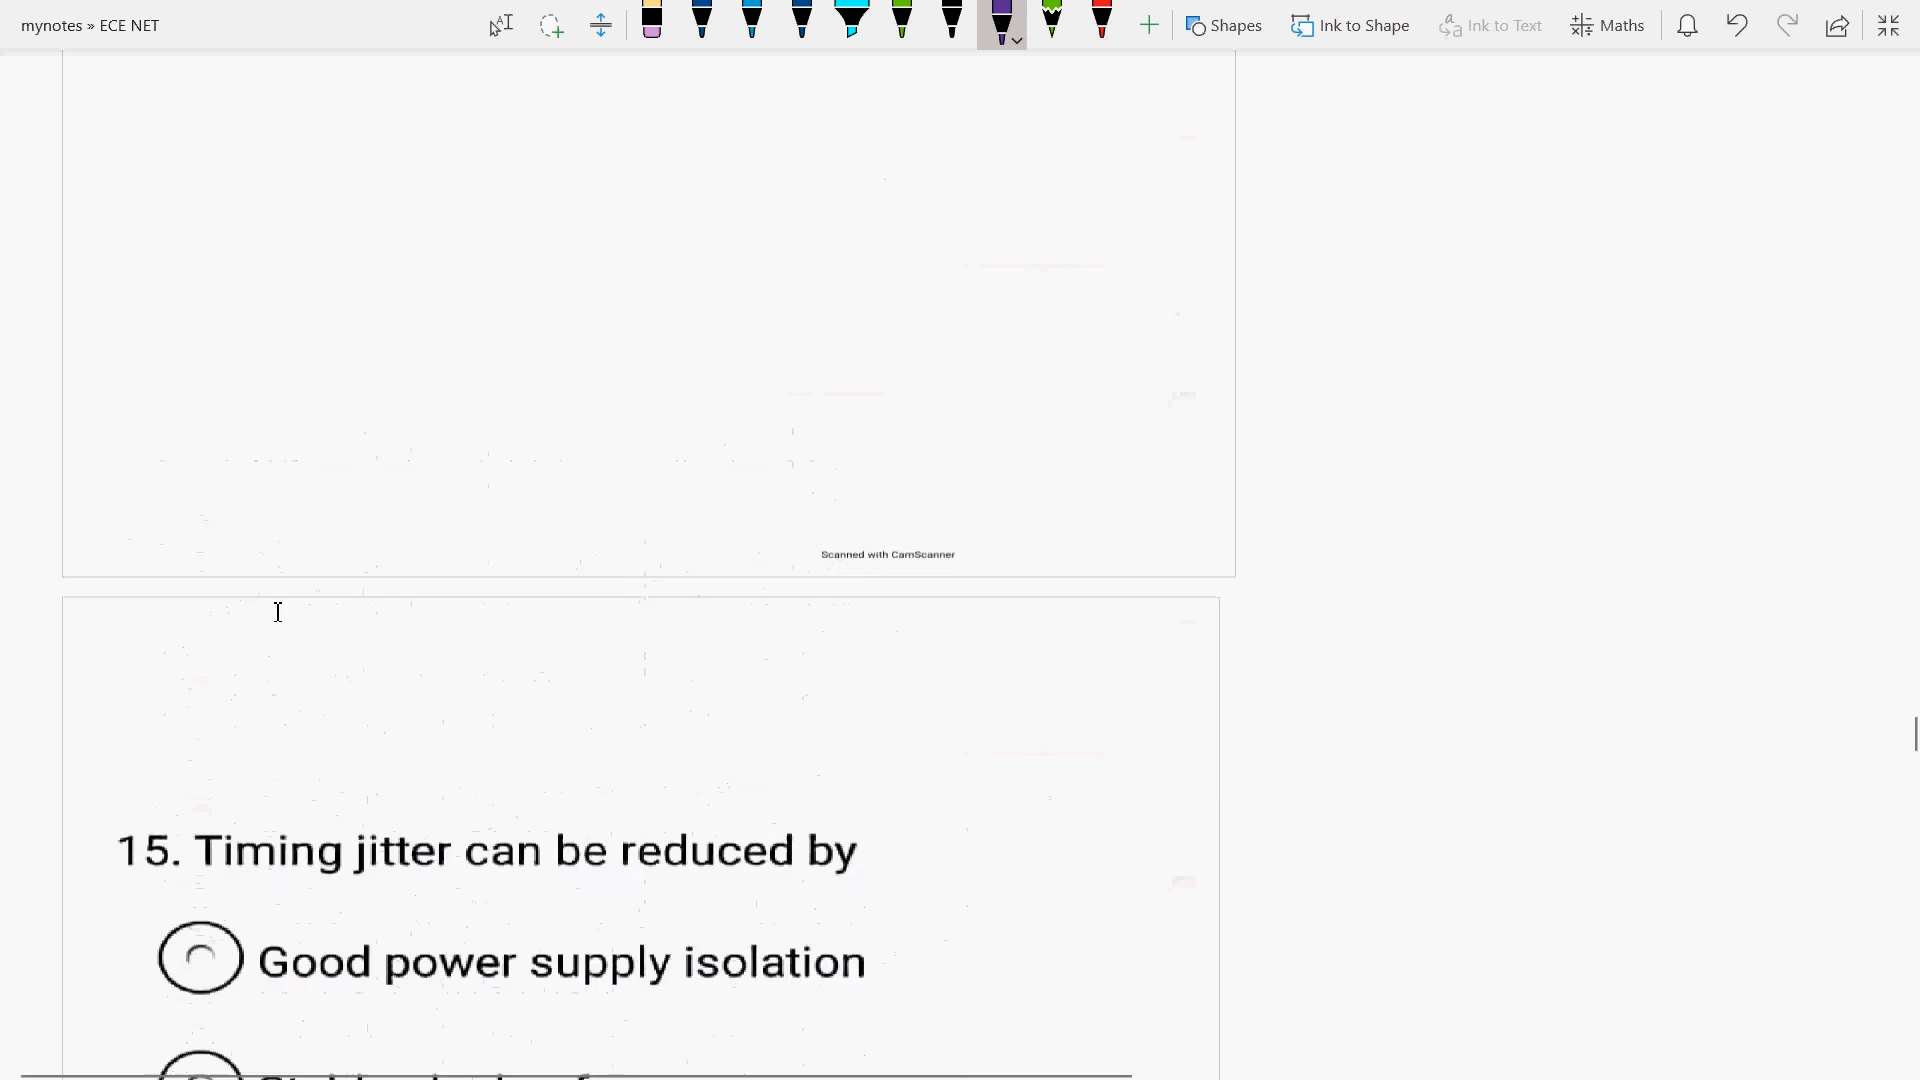 mynotes » ECE NET
Shapes
Ink to Shape
Ink to Text
Maths
Scanned with CamScanner
15. Timing jitter can be reduced by
Good power supply isolation